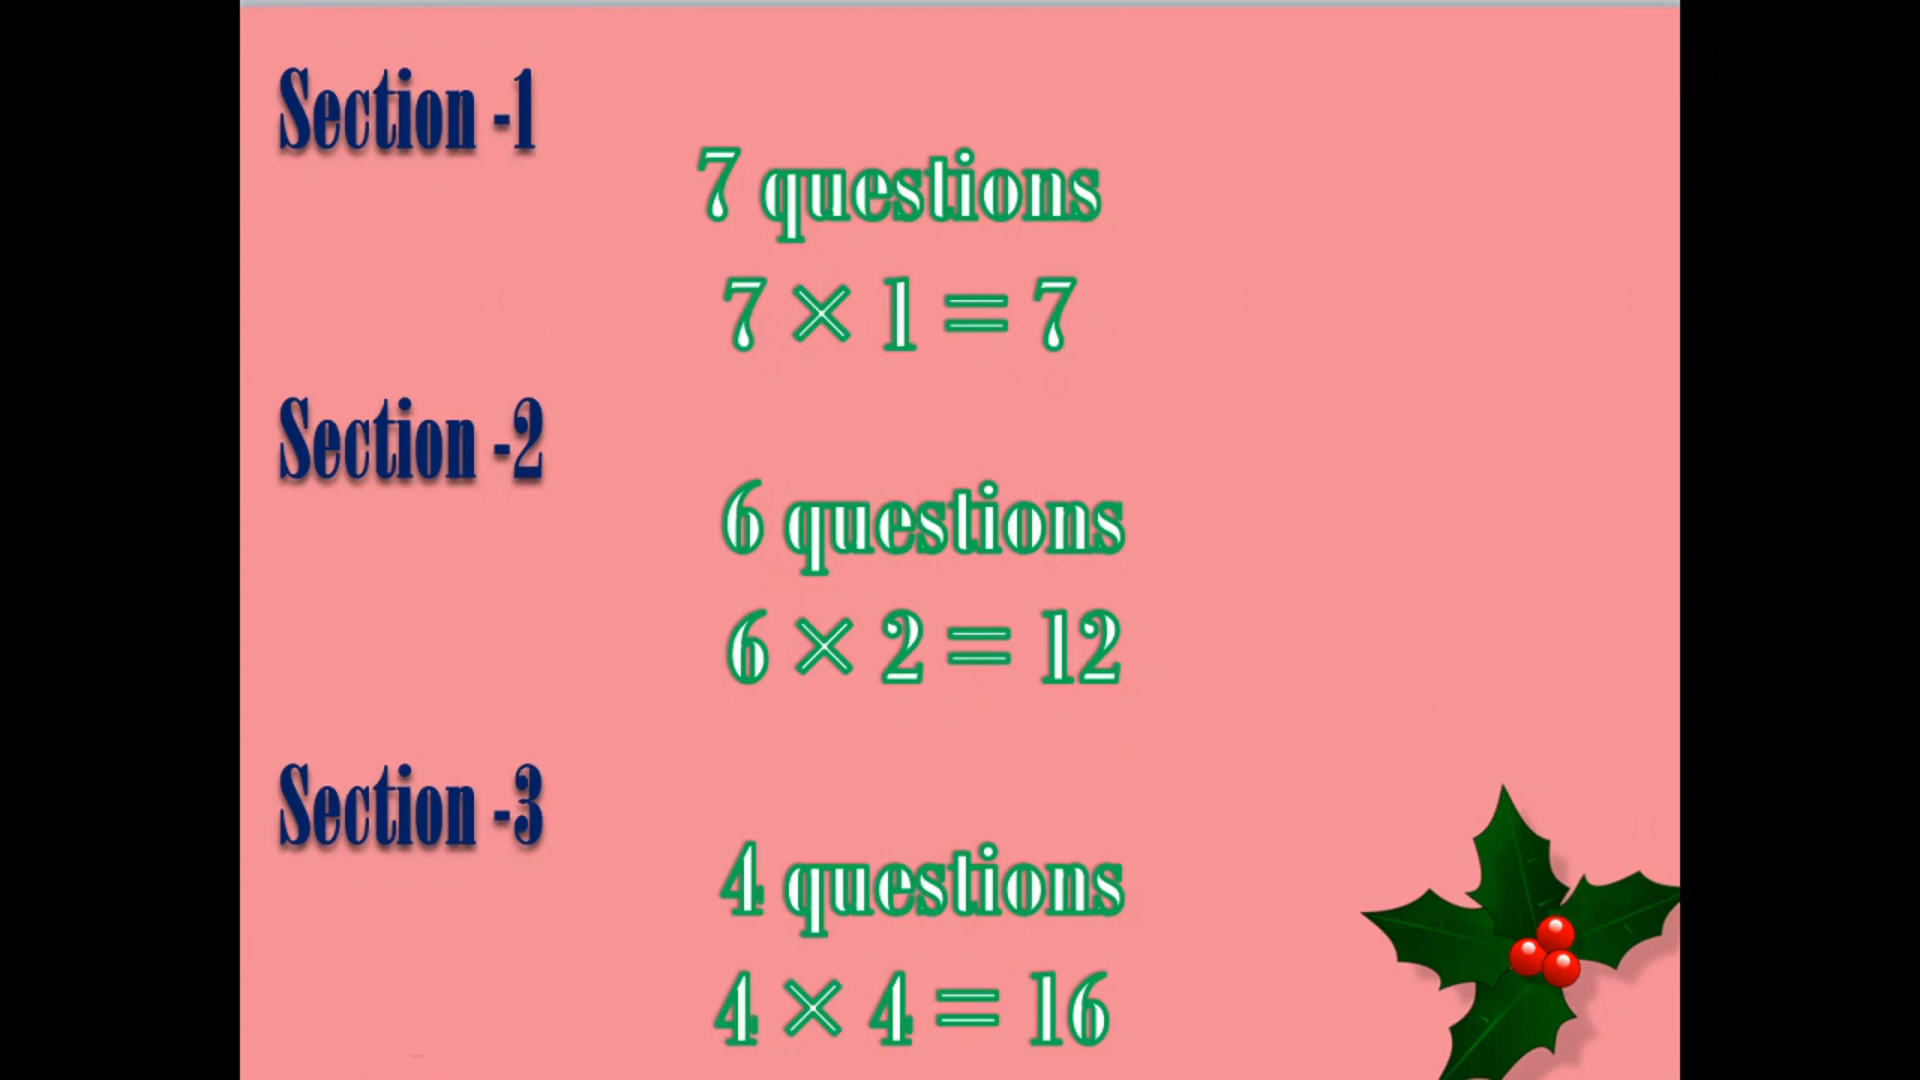 Section -1
7 questions
7 × 1 = 7
Section -2
6 questions
6 × 2 = 12
Section -3
4 questions
4 × 4 = 16